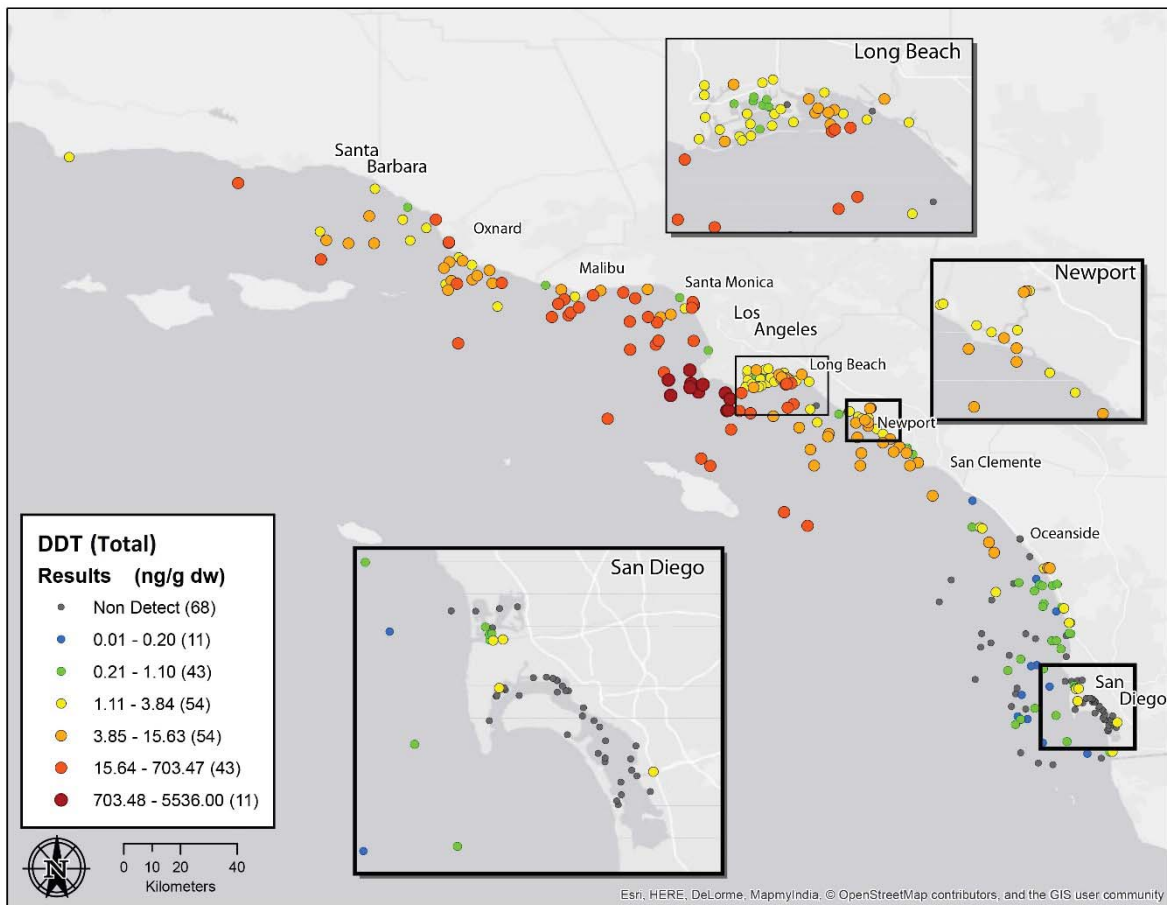 Long Beach
Santa
Barbara
Oxnard
Malibu
Santa Monica
Los
Angeles
Long Beach
Newport
Newport
San Clemente
Oceanside
San Diego
San
Diego
DDT (Total)
Results (ng/g dw)
Non Detect (68)
0.01 - 0.20 (11)
0.21 - 1.10 (43)
1.11 - 3.84 (54)
3.85 - 15.63 (54)
15.64 - 703.47 (43)
703.48 - 5536.00 (11)
N
0 10 20 40
Kilometers
Esri, HERE, DeLorme, MapmyIndia, © OpenStreetMap contributors, and the GIS user community